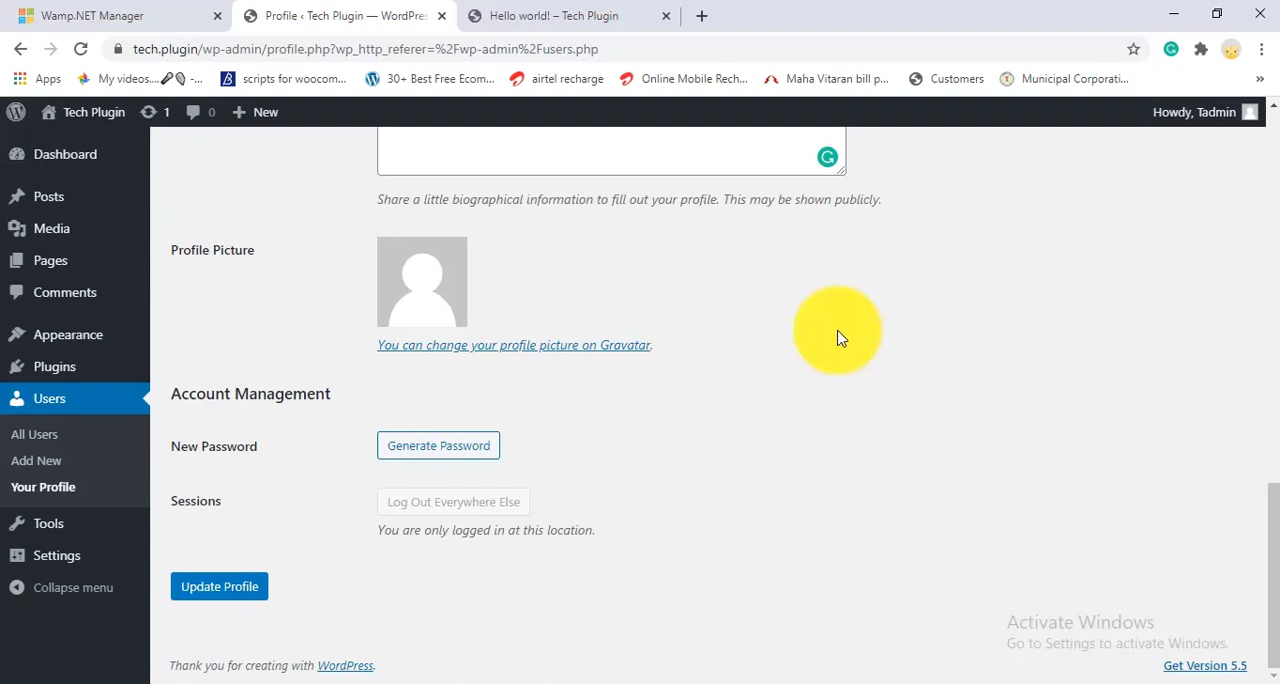 Wamp.NET Manager
Profile ‹ Tech Plugin — WordPres
Hello world! – Tech Plugin
tech.plugin/wp-admin/profile.php?wp_http_referer=%2Fwp-admin%2Fusers.php
Apps
My videos....
scripts for woocom...
30+ Best Free Ecom...
airtel recharge
Online Mobile Rech...
Maha Vitaran bill p...
Customers
Municipal Corporati...
Tech Plugin
1
0
New
Howdy, Tadmin
Dashboard
Posts
Media
Pages
Comments
Appearance
Plugins
Users
All Users
Add New
Your Profile
Tools
Settings
Collapse menu
Share a little biographical information to fill out your profile. This may be shown publicly.
Profile Picture
You can change your profile picture on Gravatar.
Account Management
New Password
Generate Password
Sessions
Log Out Everywhere Else
You are only logged in at this location.
Update Profile
Activate Windows
Go to Settings to activate Windows.
Thank you for creating with WordPress.
Get Version 5.5